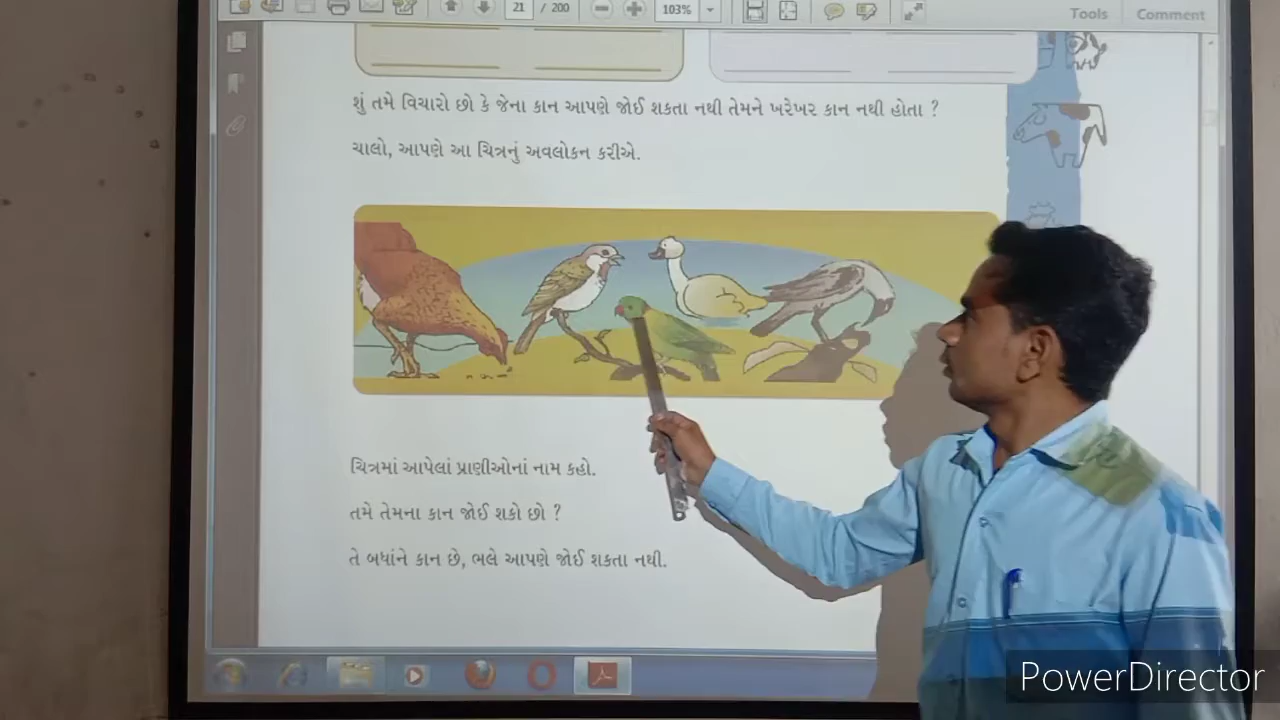 21 / 200
103%
Tools
Comment
શું તમે વિચારો છો કે જેના કાન આપણે જોઈ શકતા નથી તેમને ખરેખર કાન નથી હોતા ?
ચાલો, આપણે આ ચિત્રનું અવલોકન કરીએ.
ચિત્રમાં આપેલાં પ્રાણીઓનાં નામ કહો.
તમે તેમના કાન જોઈ શકો છો ?
તે બધાંને કાન છે, ભલે આપણે જોઈ શકતા નથી.
PowerDirector